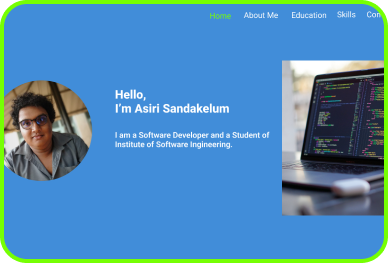 Home About Me Education Skills Con
Hello,
I'm Asiri Sandakelum
I am a Software Developer and a Student of
Institute of Software Ingineering.